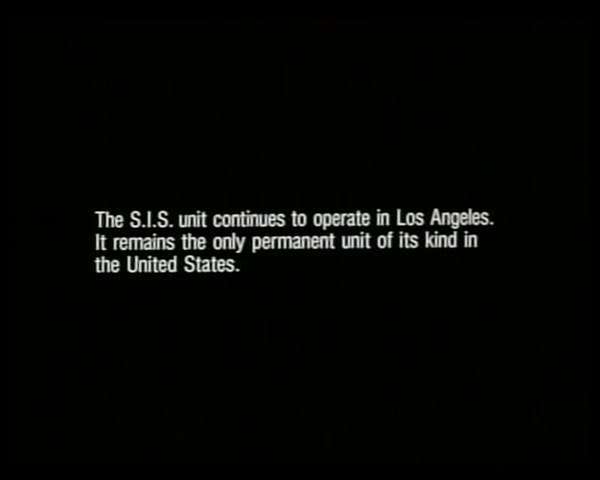 The S.I.S. unit continues to operate in Los Angeles.
It remains the only permanent unit of its kind in
the United States.